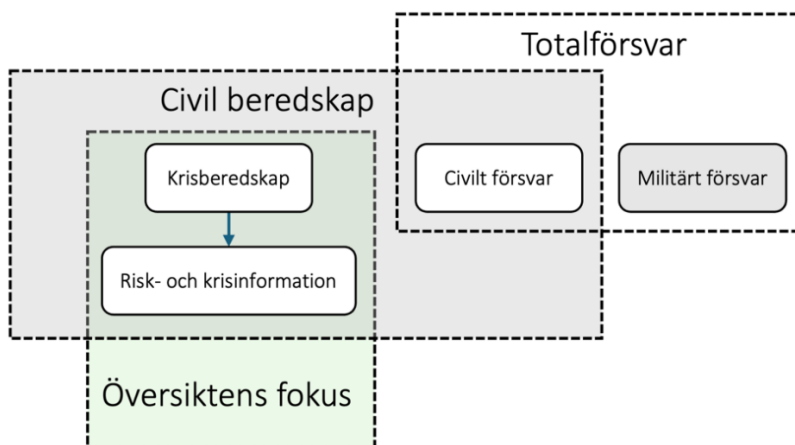 Totalförsvar
Civil beredskap
Krisberedskap
Civilt försvar
Militärt försvar
Risk- och krisinformation
Översiktens fokus